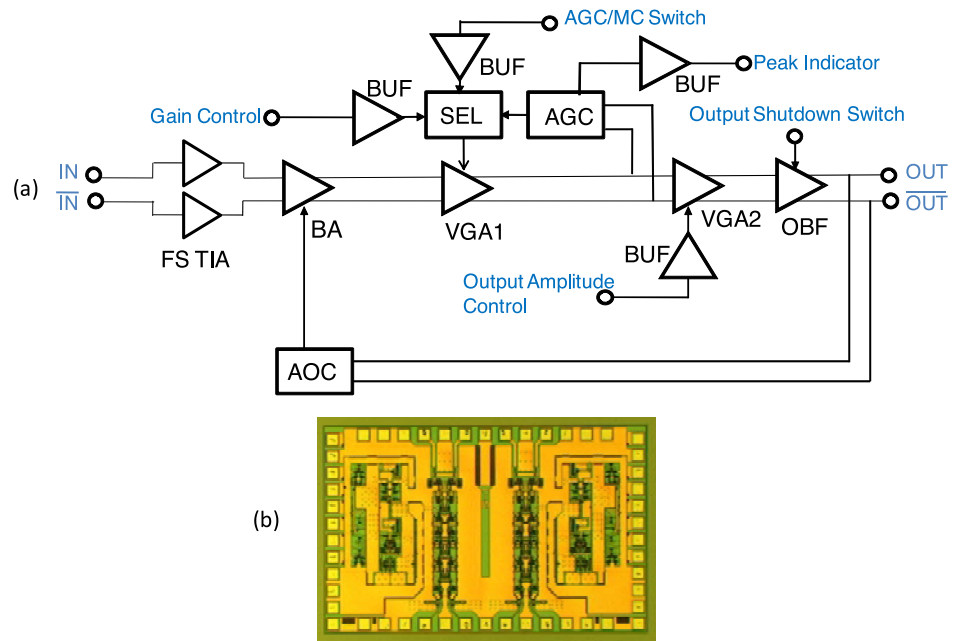 AGC/MC Switch
BUF
BUF
Peak Indicator
BUF
Gain Control
SEL
AGC
Output Shutdown Switch
(a)
IN
IN
FS TIA
BA
VGA1
VGA2
OBF
OUT
OUT
BUF
Output Amplitude
Control
AOC
(b)